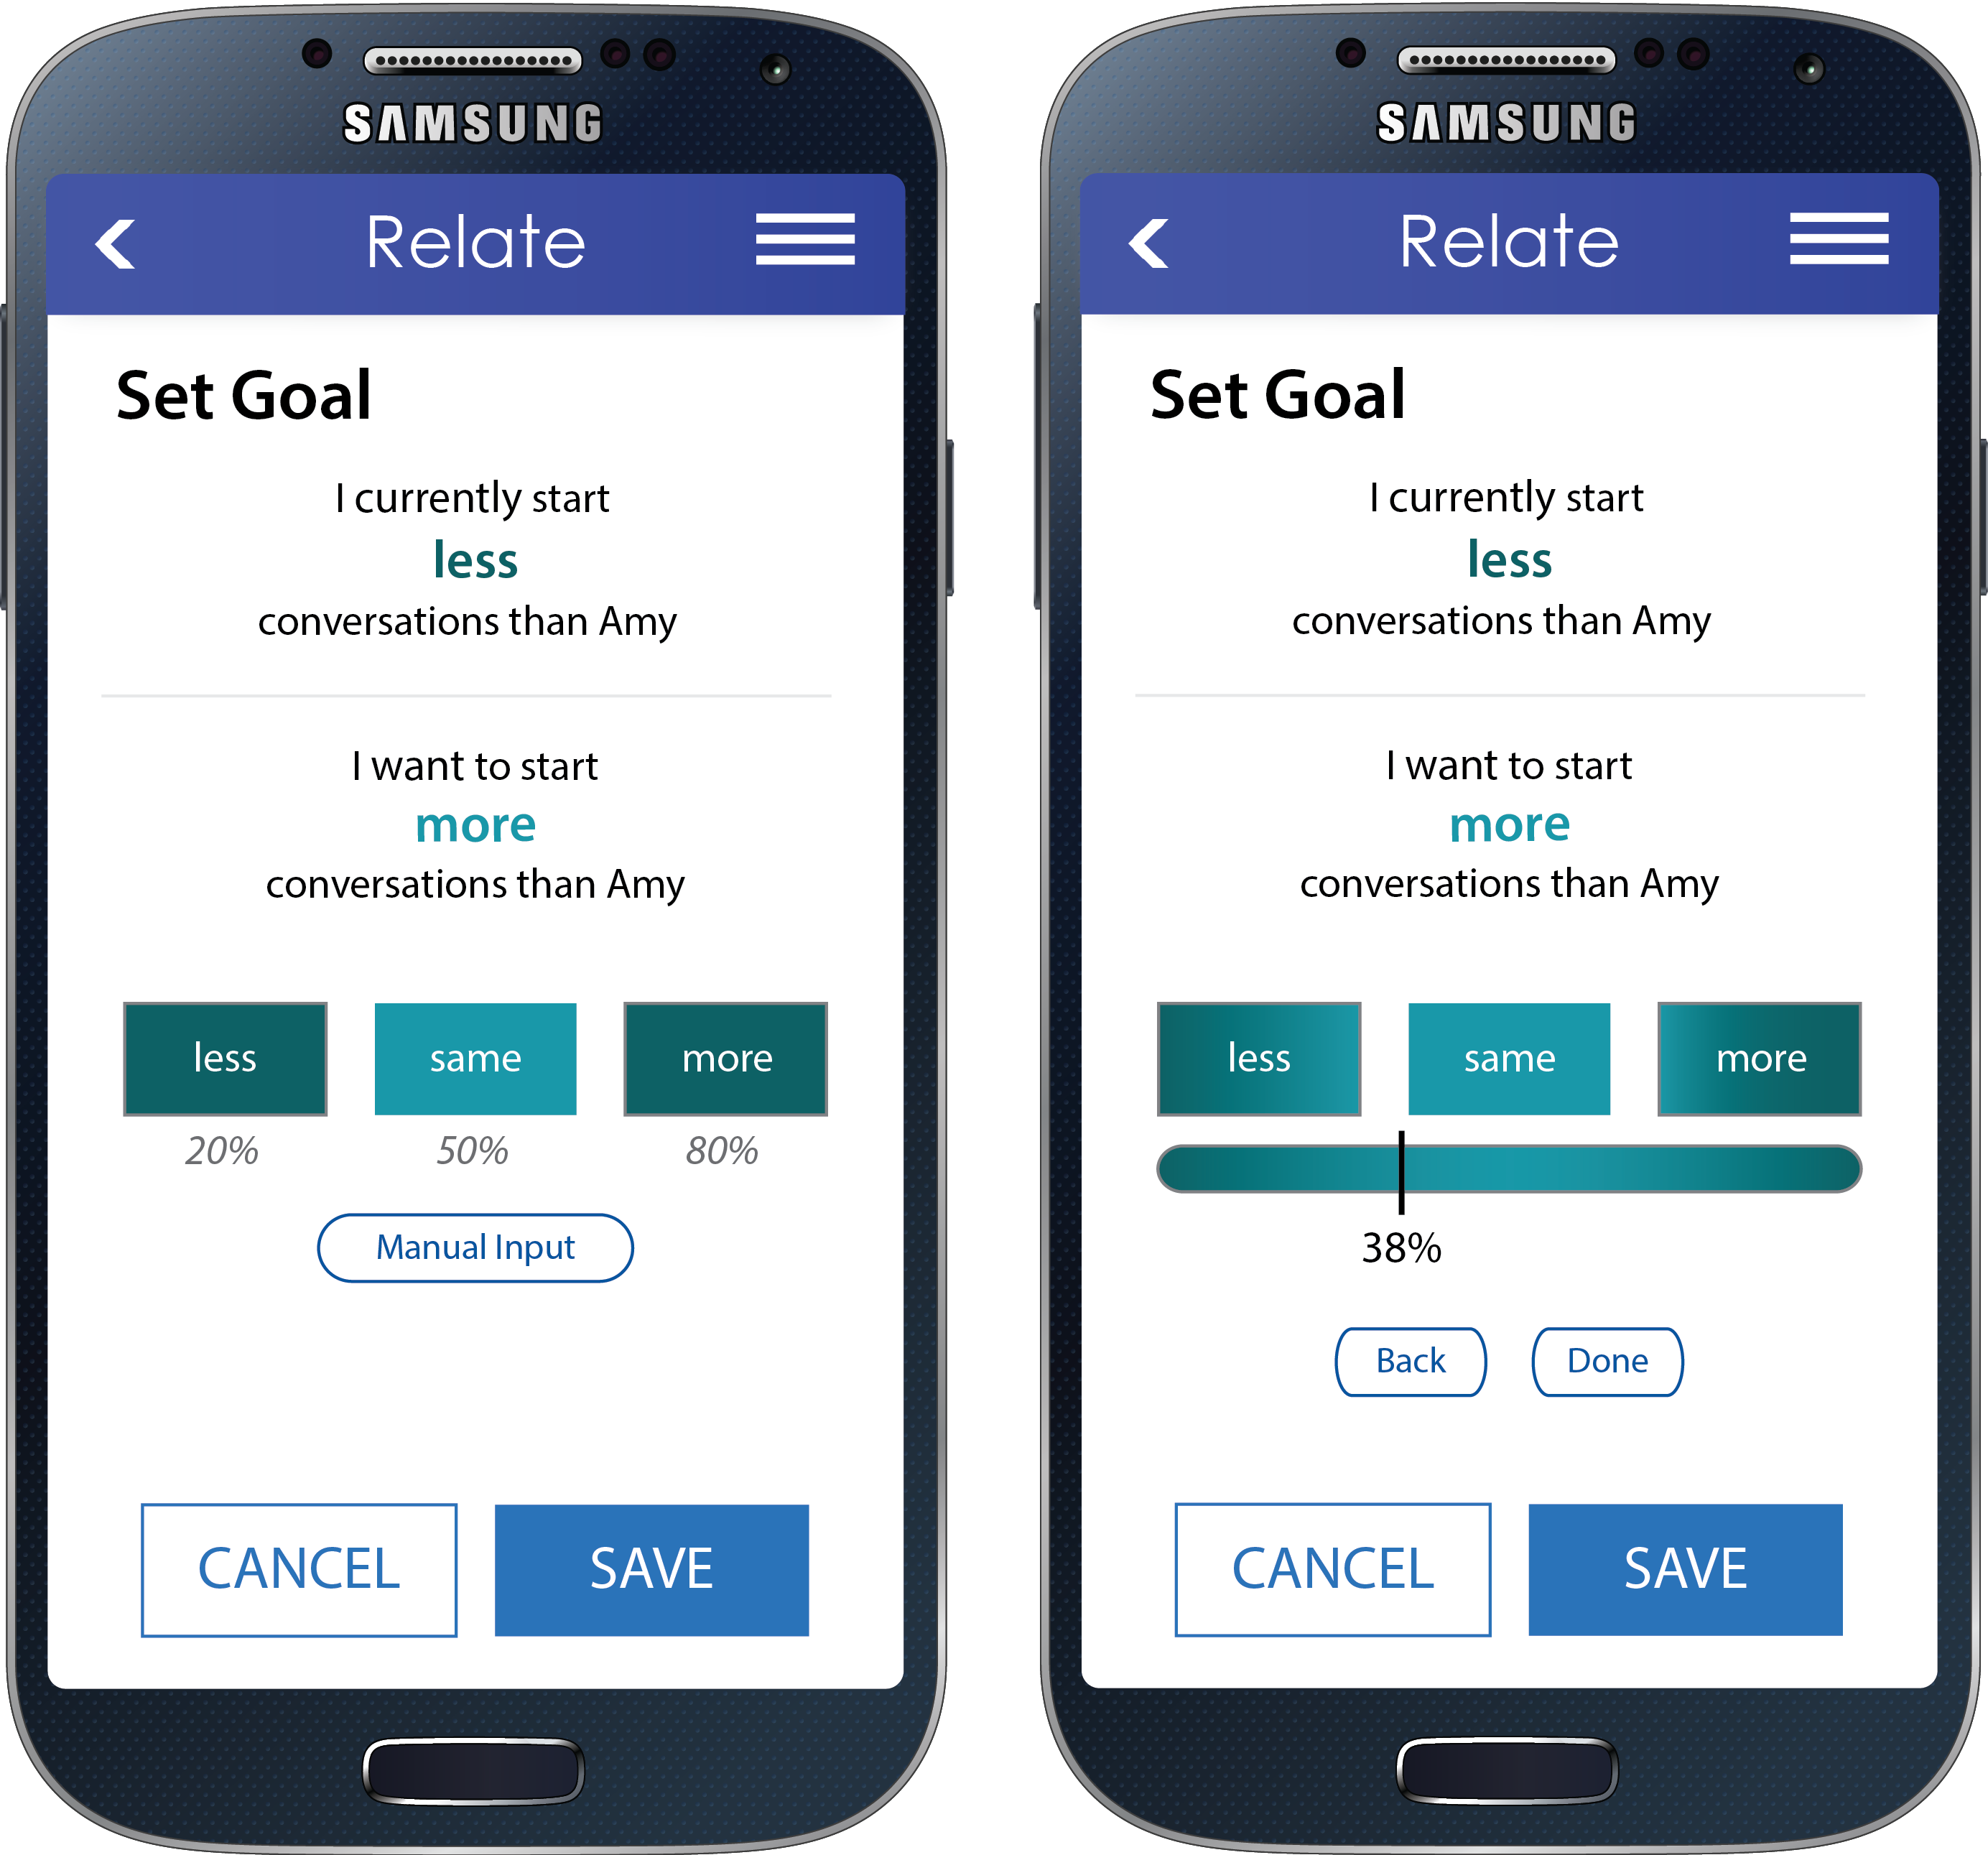 SAMSUNG
Relate
Set Goal
I currently start
less
conversations than Amy
I want to start
more
conversations than Amy
less same more
20% 50% 80%
Manual Input
CANCEL SAVE
SAMSUNG
Relate
Set Goal
I currently start
less
conversations than Amy
I want to start
more
conversations than Amy
less same more
38%
Back Done
CANCEL SAVE